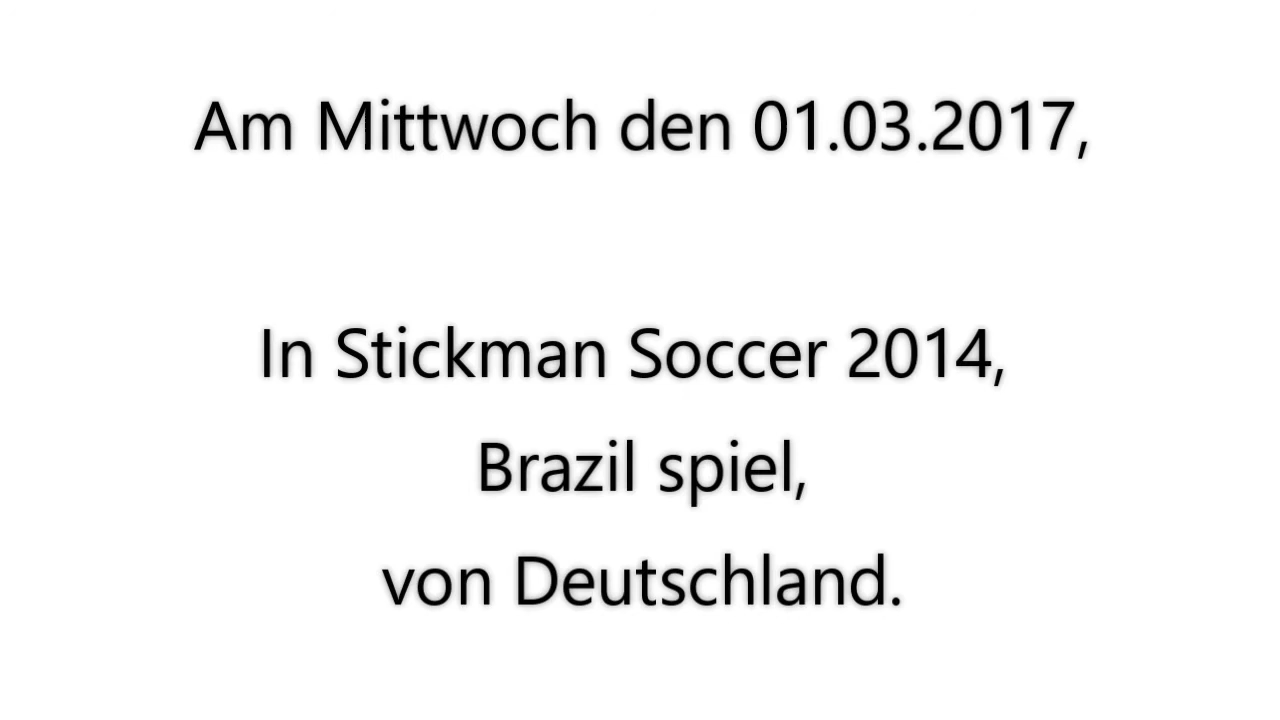 Am Mittwoch den 01.03.2017,
In Stickman Soccer 2014,
Brazil spiel,
von Deutschland.